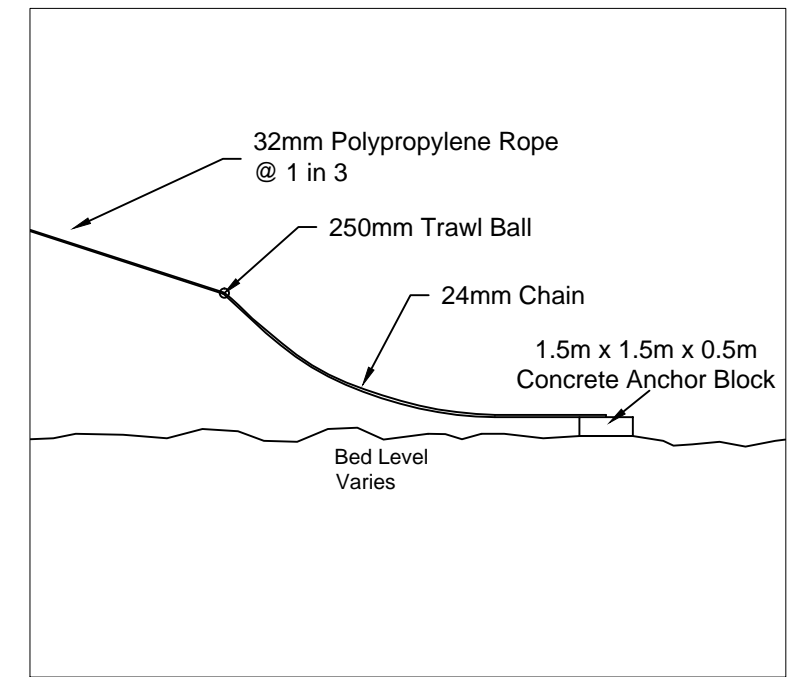 32mm Polypropylene Rope
@ 1 in 3
250mm Trawl Ball
24mm Chain
1.5m x 1.5m x 0.5m
Concrete Anchor Block
Bed Level
Varies